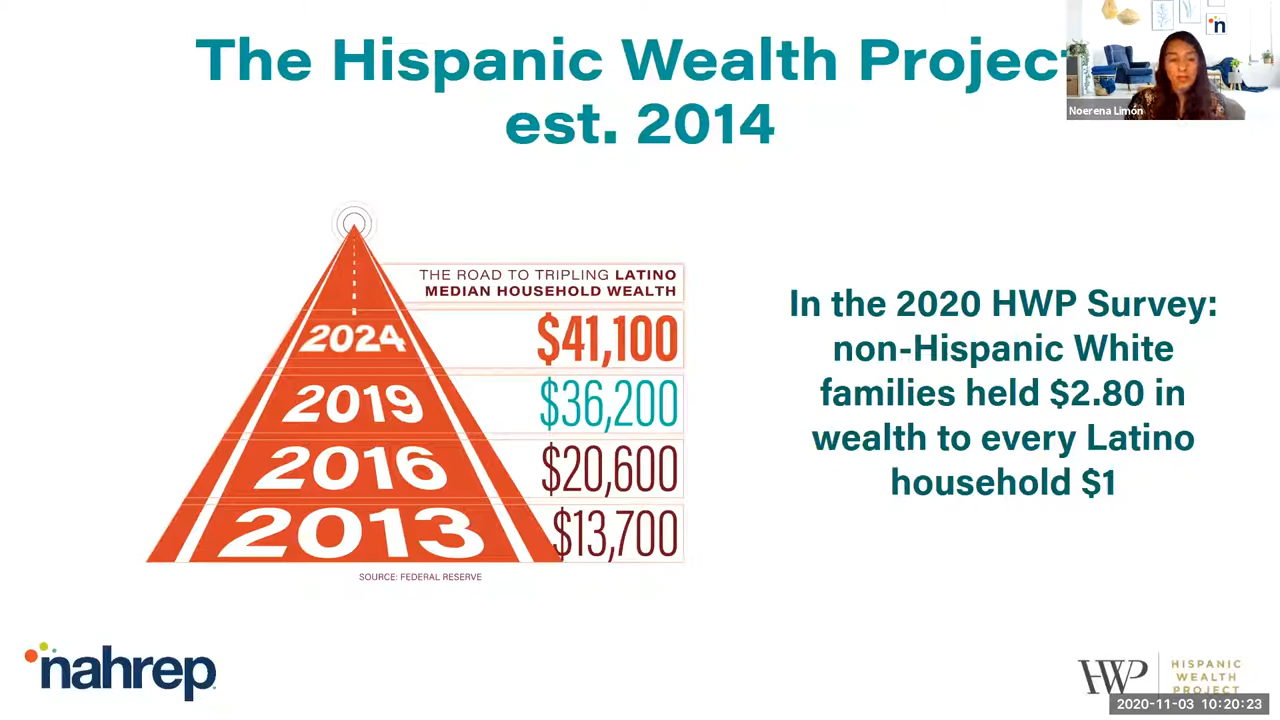 The Hispanic Wealth Project
est. 2014
Noerena Limón
THE ROAD TO TRIPLING LATINO
MEDIAN HOUSEHOLD WEALTH
2024 $41,100
2019 $36,200
2016 $20,600
2013 $13,700
SOURCE: FEDERAL RESERVE
In the 2020 HWP Survey:
non-Hispanic White
families held $2.80 in
wealth to every Latino
household $1
nahrep
HWP
HISPANIC
WEALTH
PROJECT
2020-11-03 10:20:23